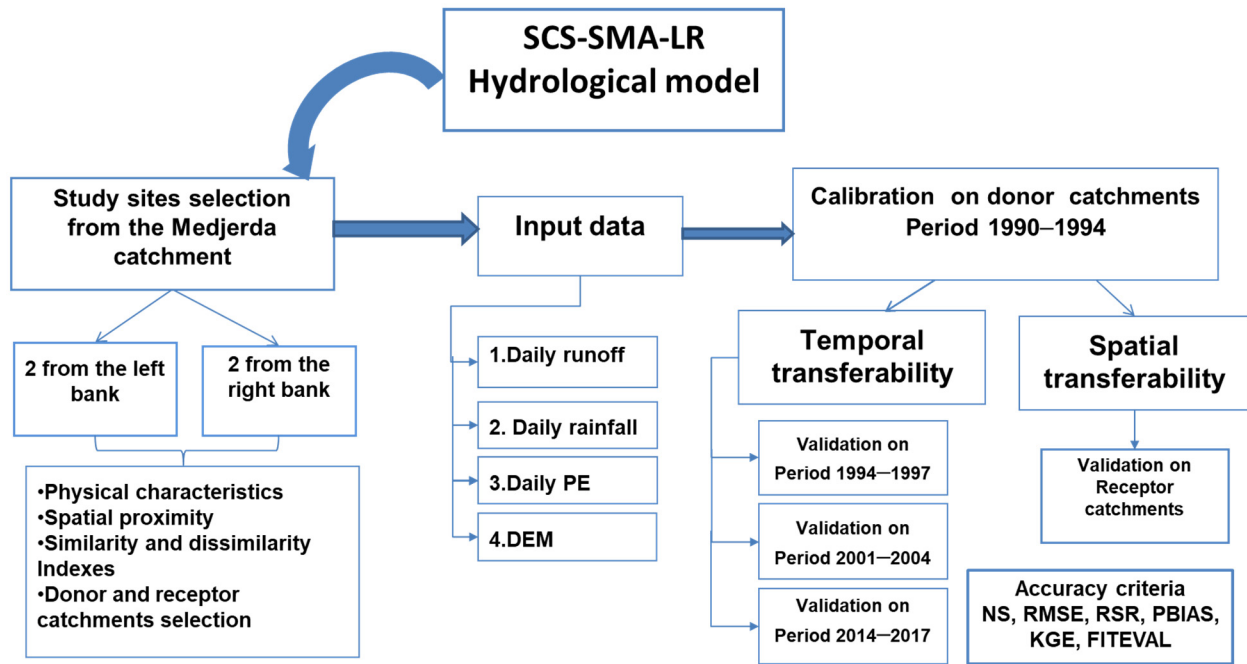 SCS-SMA-LR
Hydrological model
Study sites selection
from the Medjerda
catchment
Input data
Calibration on donor catchments
Period 1990–1994
2 from the left
bank
2 from the
right bank
•Physical characteristics
•Spatial proximity
•Similarity and dissimilarity
Indexes
•Donor and receptor
catchments selection
1.Daily runoff
2. Daily rainfall
3.Daily PE
4.DEM
Temporal
transferability
Validation on
Period 1994–1997
Validation on
Period 2001–2004
Validation on
Period 2014–2017
Spatial
transferability
Validation on
Receptor
catchments
Accuracy criteria
NS, RMSE, RSR, PBIAS,
KGE, FITEVAL